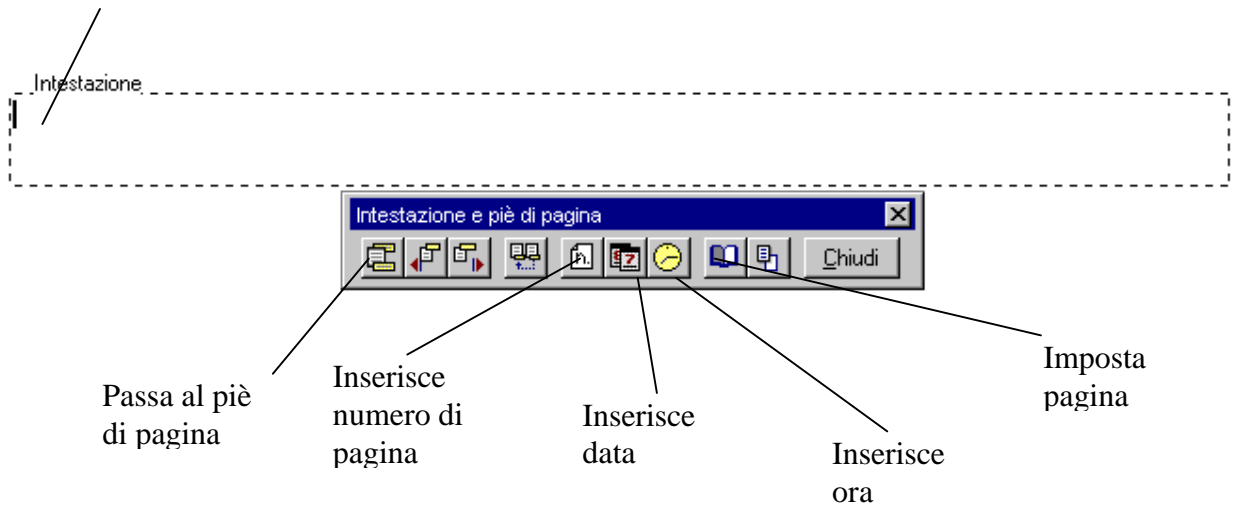 Intestazione
Intestazione e piè di pagina
Chiudi
Passa al piè
di pagina
Inserisce
numero di
pagina
Inserisce
data
Inserisce
ora
Imposta
pagina